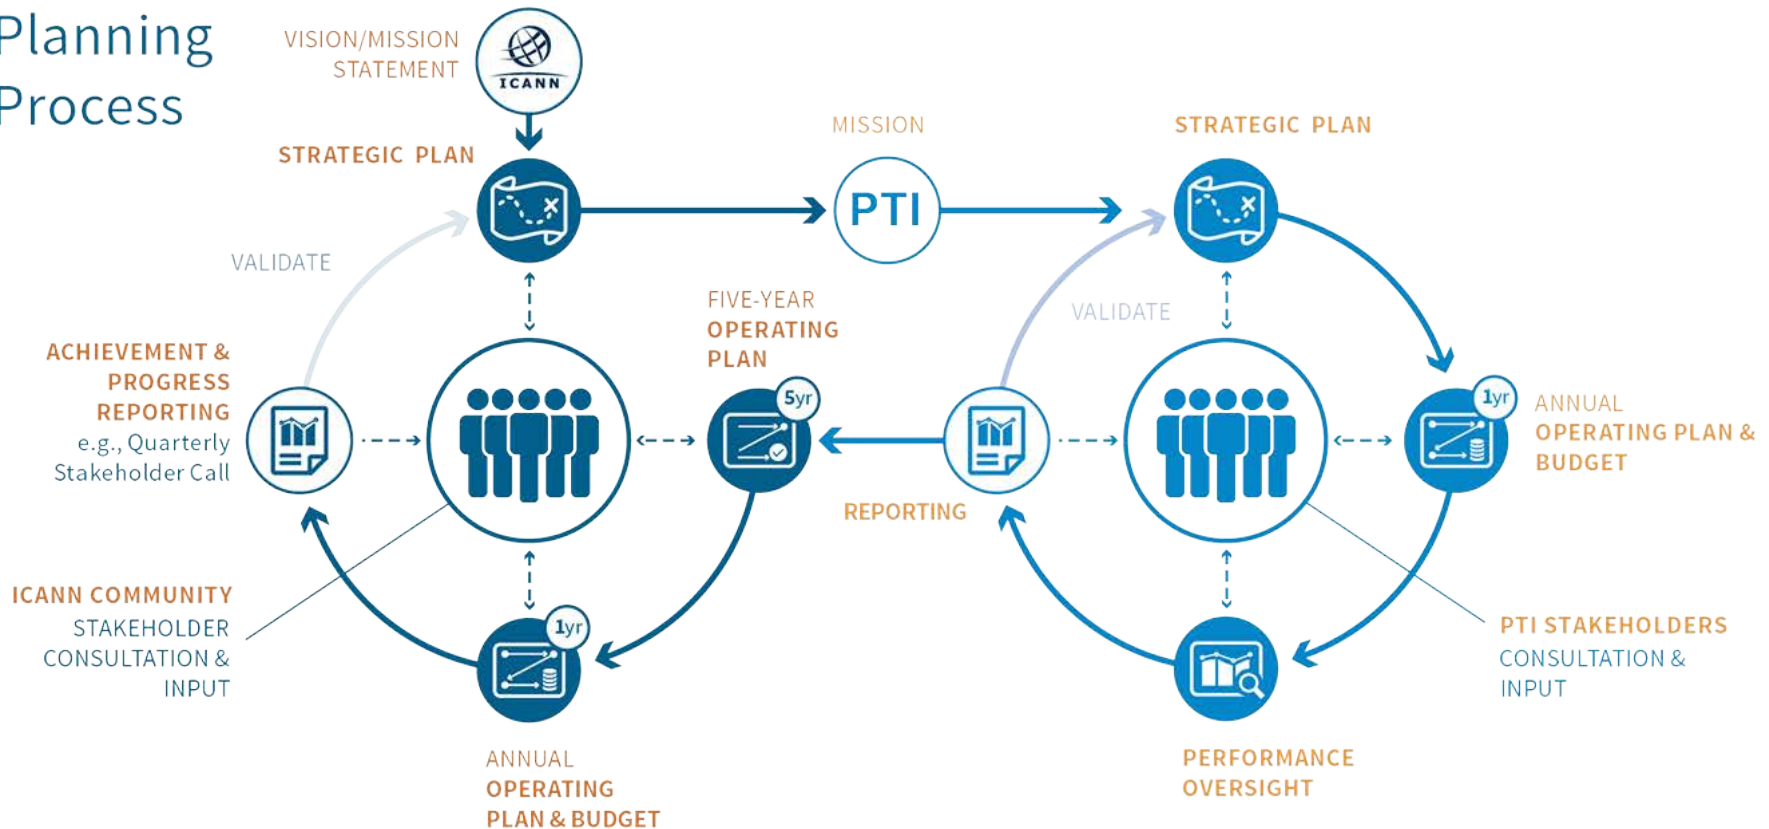 Planning
Process
VISION/MISSION
STATEMENT
ICANN
STRATEGIC PLAN
MISSION
PTI
STRATEGIC PLAN
VALIDATE
FIVE-YEAR
OPERATING
PLAN
5yr
VALIDATE
ACHIEVEMENT &
PROGRESS
REPORTING
e.g., Quarterly
Stakeholder Call
1yr
ANNUAL
OPERATING PLAN &
BUDGET
REPORTING
ICANN COMMUNITY
STAKEHOLDER
CONSULTATION &
INPUT
1yr
ANNUAL
OPERATING
PLAN & BUDGET
PTI STAKEHOLDERS
CONSULTATION &
INPUT
PERFORMANCE
OVERSIGHT